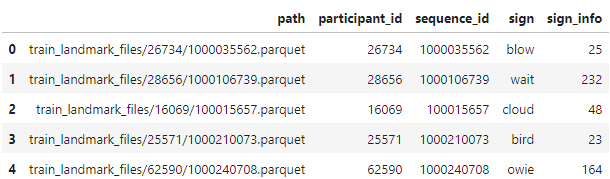 path participant_id sequence_id sign sign_info
0 train_landmark_files/26734/1000035562.parquet 26734 1000035562 blow 25
1 train_landmark_files/28656/1000106739.parquet 28656 1000106739 wait 232
2 train_landmark_files/16069/100015657.parquet 16069 100015657 cloud 48
3 train_landmark_files/25571/1000210073.parquet 25571 1000210073 bird 23
4 train_landmark_files/62590/1000240708.parquet 62590 1000240708 owie 164